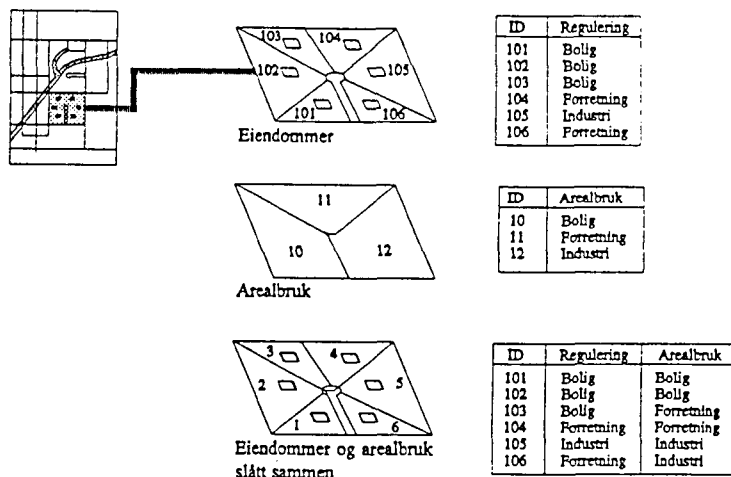 103
104
102
105
101
106
Eiendommer
ID Regulering
101 Bolig
102 Bolig
103 Bolig
104 Forretning
105 Industri
106 Forretning
11
10
12
Arealbruk
ID Arealbruk
10 Bolig
11 Forretning
12 Industri
3
4
2
5
1
6
Eiendommer og arealbruk
slått sammen
ID Regulering Arealbruk
101 Bolig Bolig
102 Bolig Bolig
103 Bolig Forretning
104 Forretning Forretning
105 Industri Industri
106 Forretning Industri